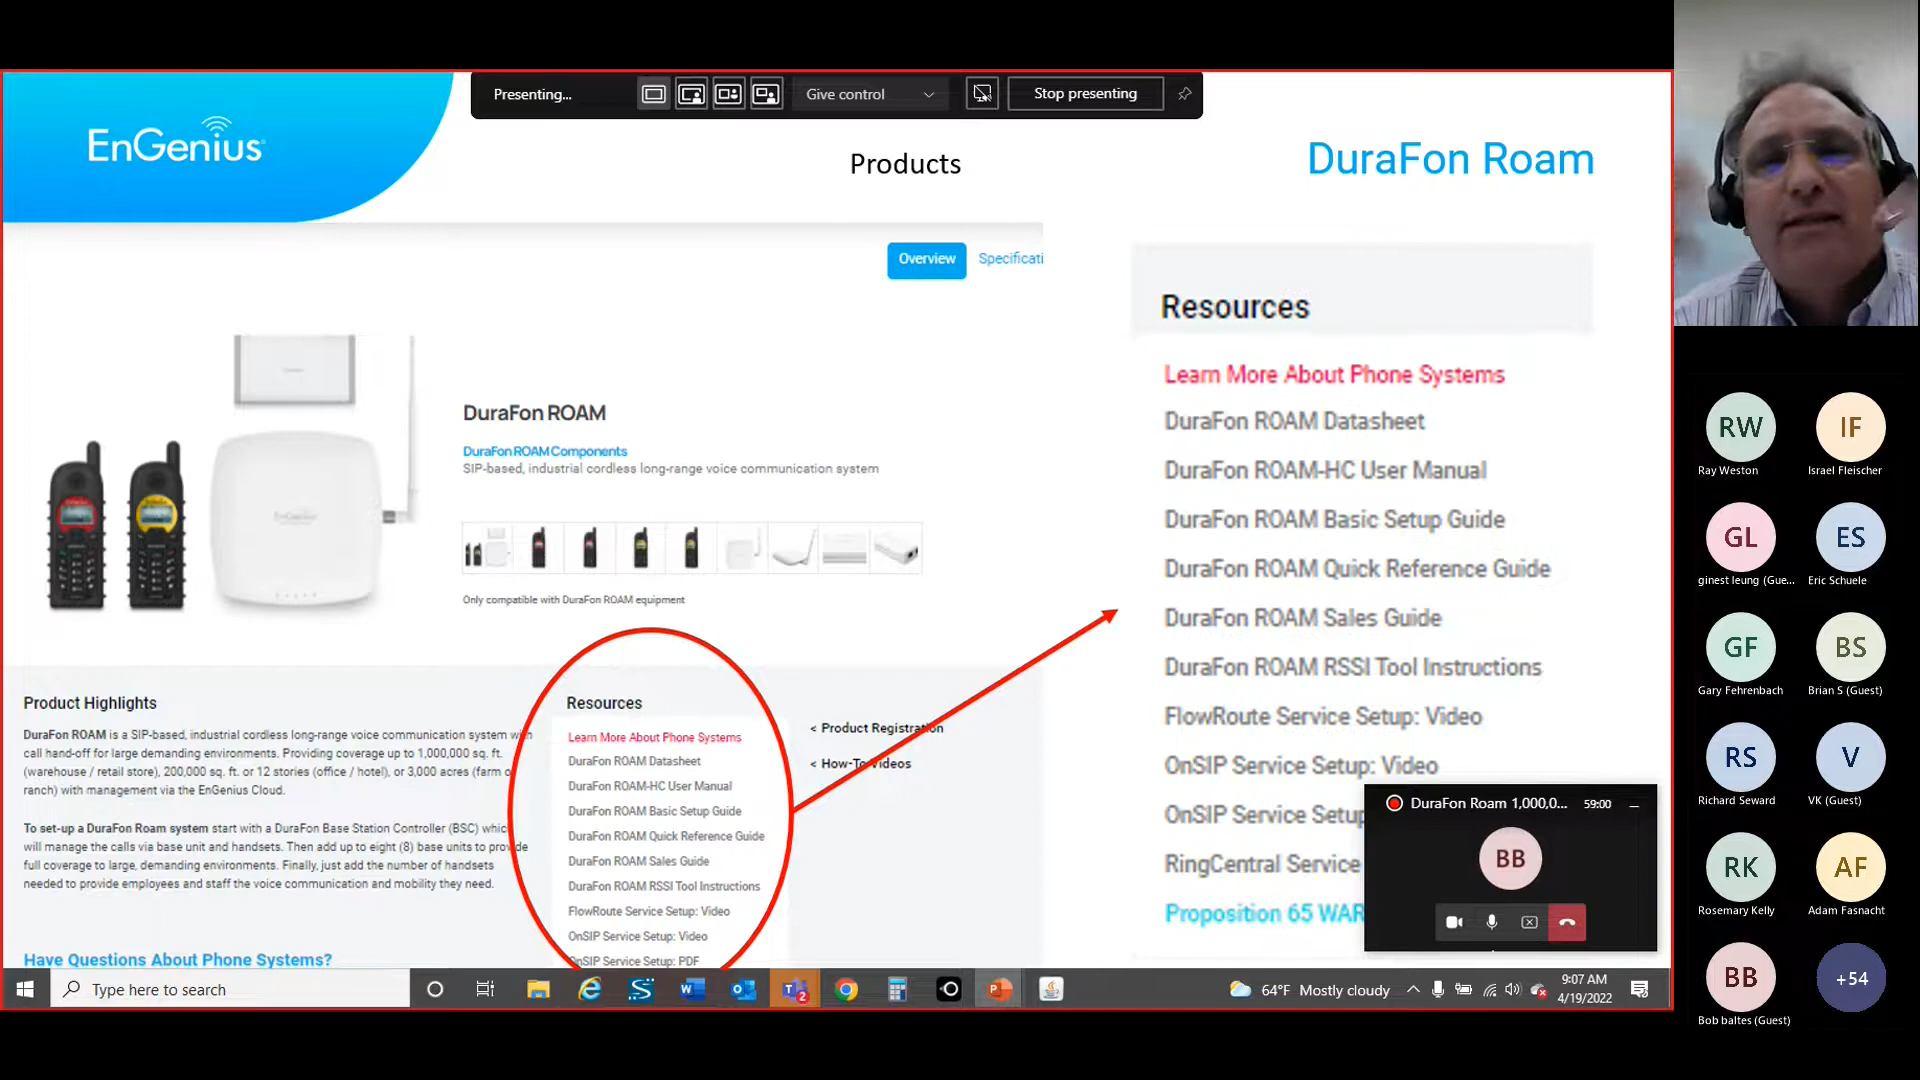 Presenting...
Give control
Stop presenting
EnGenius
Products
DuraFon Roam
Overview
Specificati
DuraFon ROAM
DuraFon ROAM Components
SIP-based, industrial cordless long-range voice communication system
EnGenius
Only compatible with DuraFon ROAM equipment
Product Highlights
DuraFon ROAM is a SIP-based, industrial cordless long-range voice communication system with
call hand-off for large demanding environments. Providing coverage up to 1,000,000 sq. ft.
(warehouse / retail store), 200,000 sq. ft. or 12 stories (office / hotel), or 3,000 acres (farm or
ranch) with management via the EnGenius Cloud.
To set-up a DuraFon Roam system start with a DuraFon Base Station Controller (BSC) which
will manage the calls via base unit and handsets. Then add up to eight (8) base units to provide
full coverage to large, demanding environments. Finally, just add the number of handsets
needed to provide employees and staff the voice communication and mobility they need.
Have Questions About Phone Systems?
Resources
Learn More About Phone Systems
DuraFon ROAM Datasheet
DuraFon ROAM-HC User Manual
DuraFon ROAM Basic Setup Guide
DuraFon ROAM Quick Reference Guide
DuraFon ROAM Sales Guide
DuraFon ROAM RSSI Tool Instructions
FlowRoute Service Setup: Video
OnSIP Service Setup: Video
OnSIP Service Setup: PDF
< Product Registration
< How-To Videos
Resources
Learn More About Phone Systems
DuraFon ROAM Datasheet
DuraFon ROAM-HC User Manual
DuraFon ROAM Basic Setup Guide
DuraFon ROAM Quick Reference Guide
DuraFon ROAM Sales Guide
DuraFon ROAM RSSI Tool Instructions
FlowRoute Service Setup: Video
OnSIP Service Setup: Video
OnSIP Service Setup
RingCentral Service
Proposition 65 WAR
DuraFon Roam 1,000,0... 59:00
BB
Type here to search
2
64°F Mostly cloudy
9:07 AM
4/19/2022
RW
Ray Weston
IF
Israel Fleischer
GL
ginest leung (Gue...
ES
Eric Schuele
GF
Gary Fehrenbach
BS
Brian S (Guest)
RS
Richard Seward
V
VK (Guest)
RK
Rosemary Kelly
AF
Adam Fasnacht
BB
Bob baltes (Guest)
+54